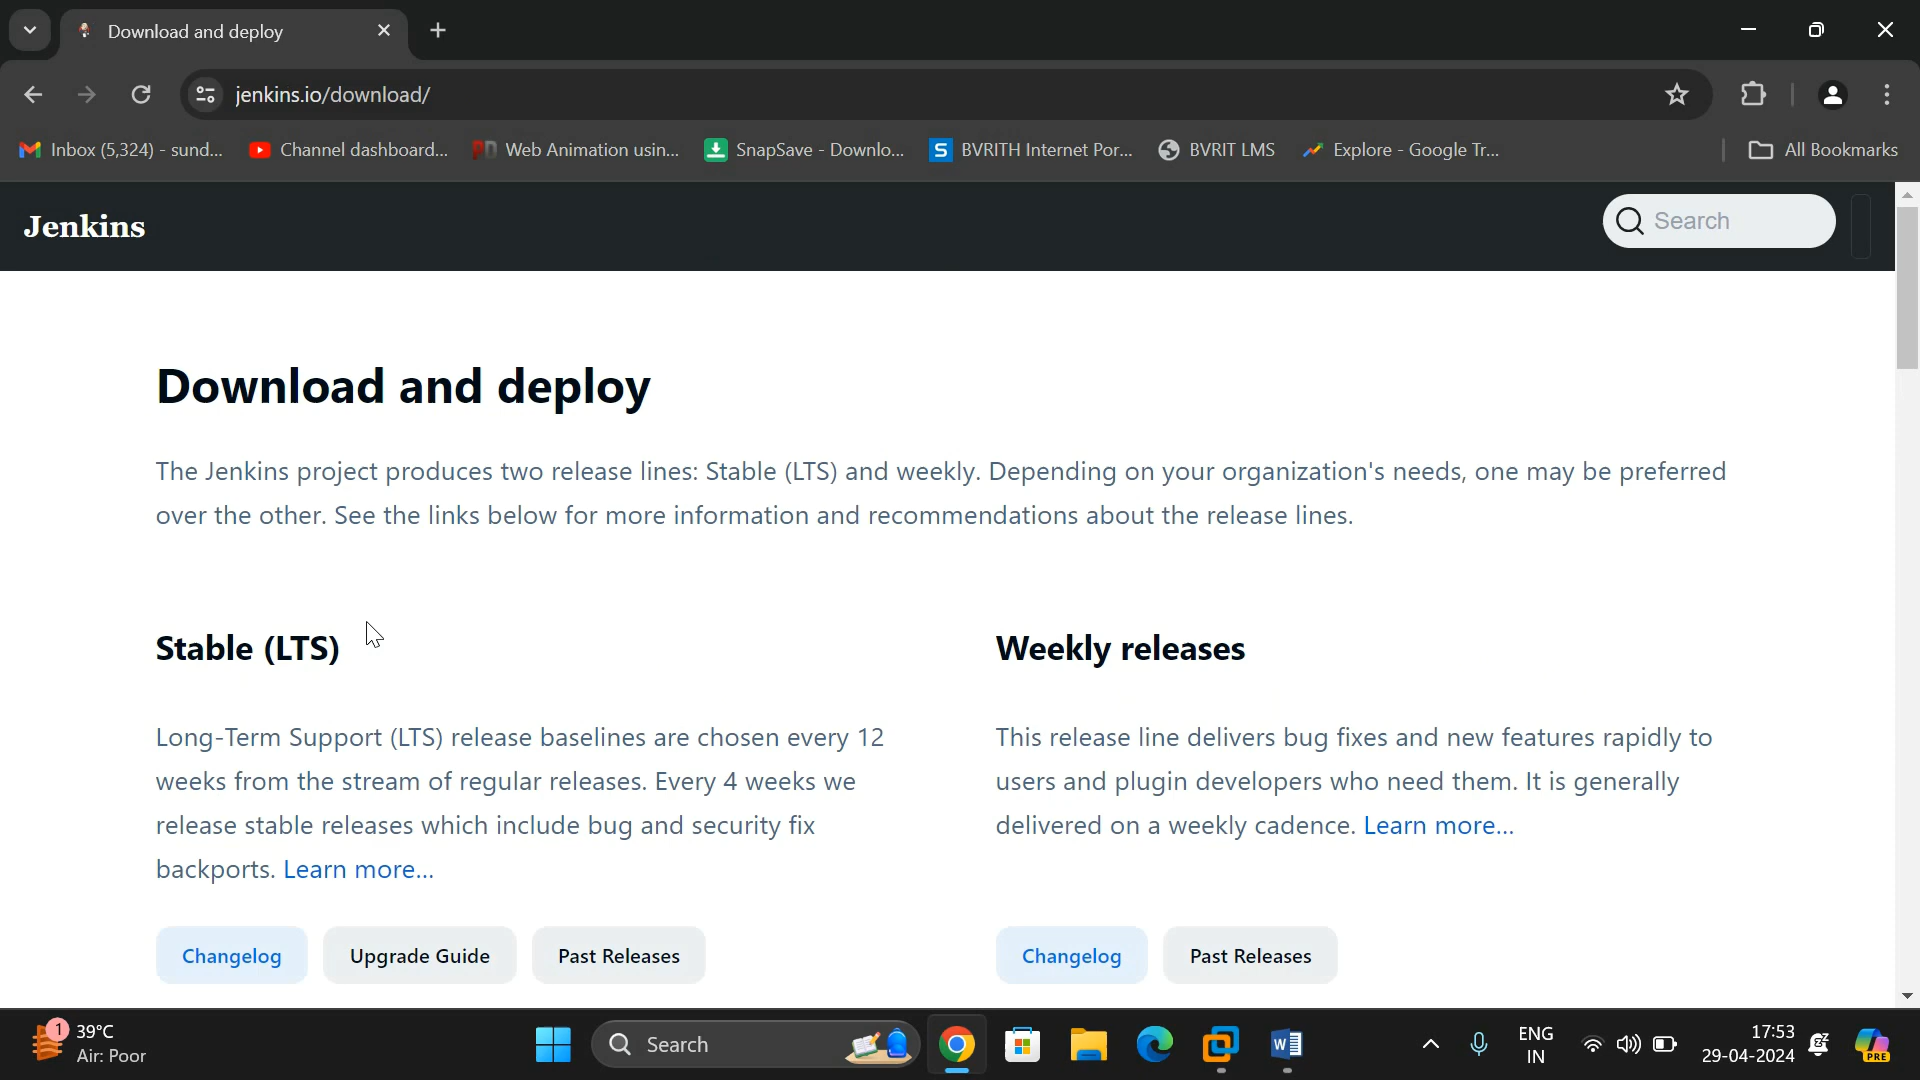 Download and deploy
jenkins.io/download/
Inbox (5,324) - sund...
Channel dashboard...
Web Animation usin...
SnapSave - Downlo...
S
BVRITH Internet Por...
BVRIT LMS
Explore - Google Tr...
All Bookmarks
Jenkins
Search
Download and deploy
The Jenkins project produces two release lines: Stable (LTS) and weekly. Depending on your organization's needs, one may be preferred
over the other. See the links below for more information and recommendations about the release lines.
Stable (LTS)
Long-Term Support (LTS) release baselines are chosen every 12
weeks from the stream of regular releases. Every 4 weeks we
release stable releases which include bug and security fix
backports. Learn more...
Changelog
Upgrade Guide
Past Releases
Weekly releases
This release line delivers bug fixes and new features rapidly to
users and plugin developers who need them. It is generally
delivered on a weekly cadence. Learn more...
Changelog
Past Releases
1
39°C
Air: Poor
Search
W
ENG
IN
17:53
29-04-2024
PRE